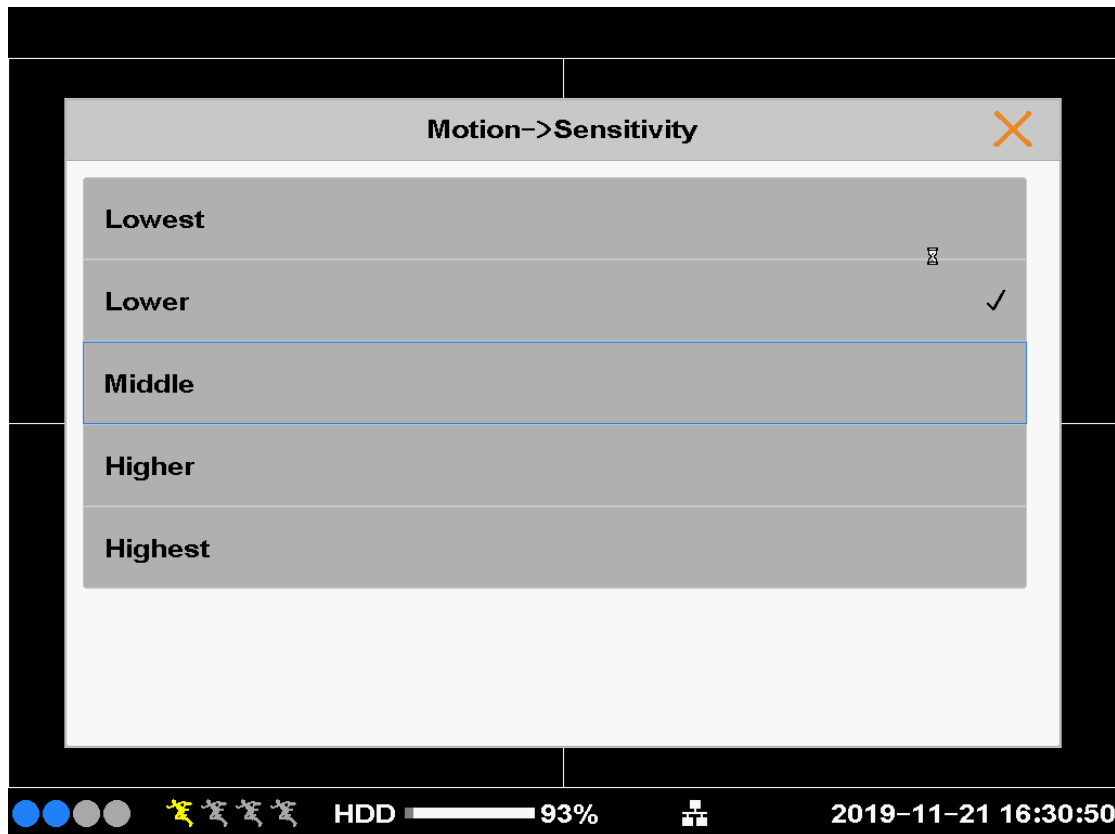 Motion->Sensitivity
Lowest
Lower
Middle
Higher
Highest
HDD 93% 2019-11-21 16:30:50